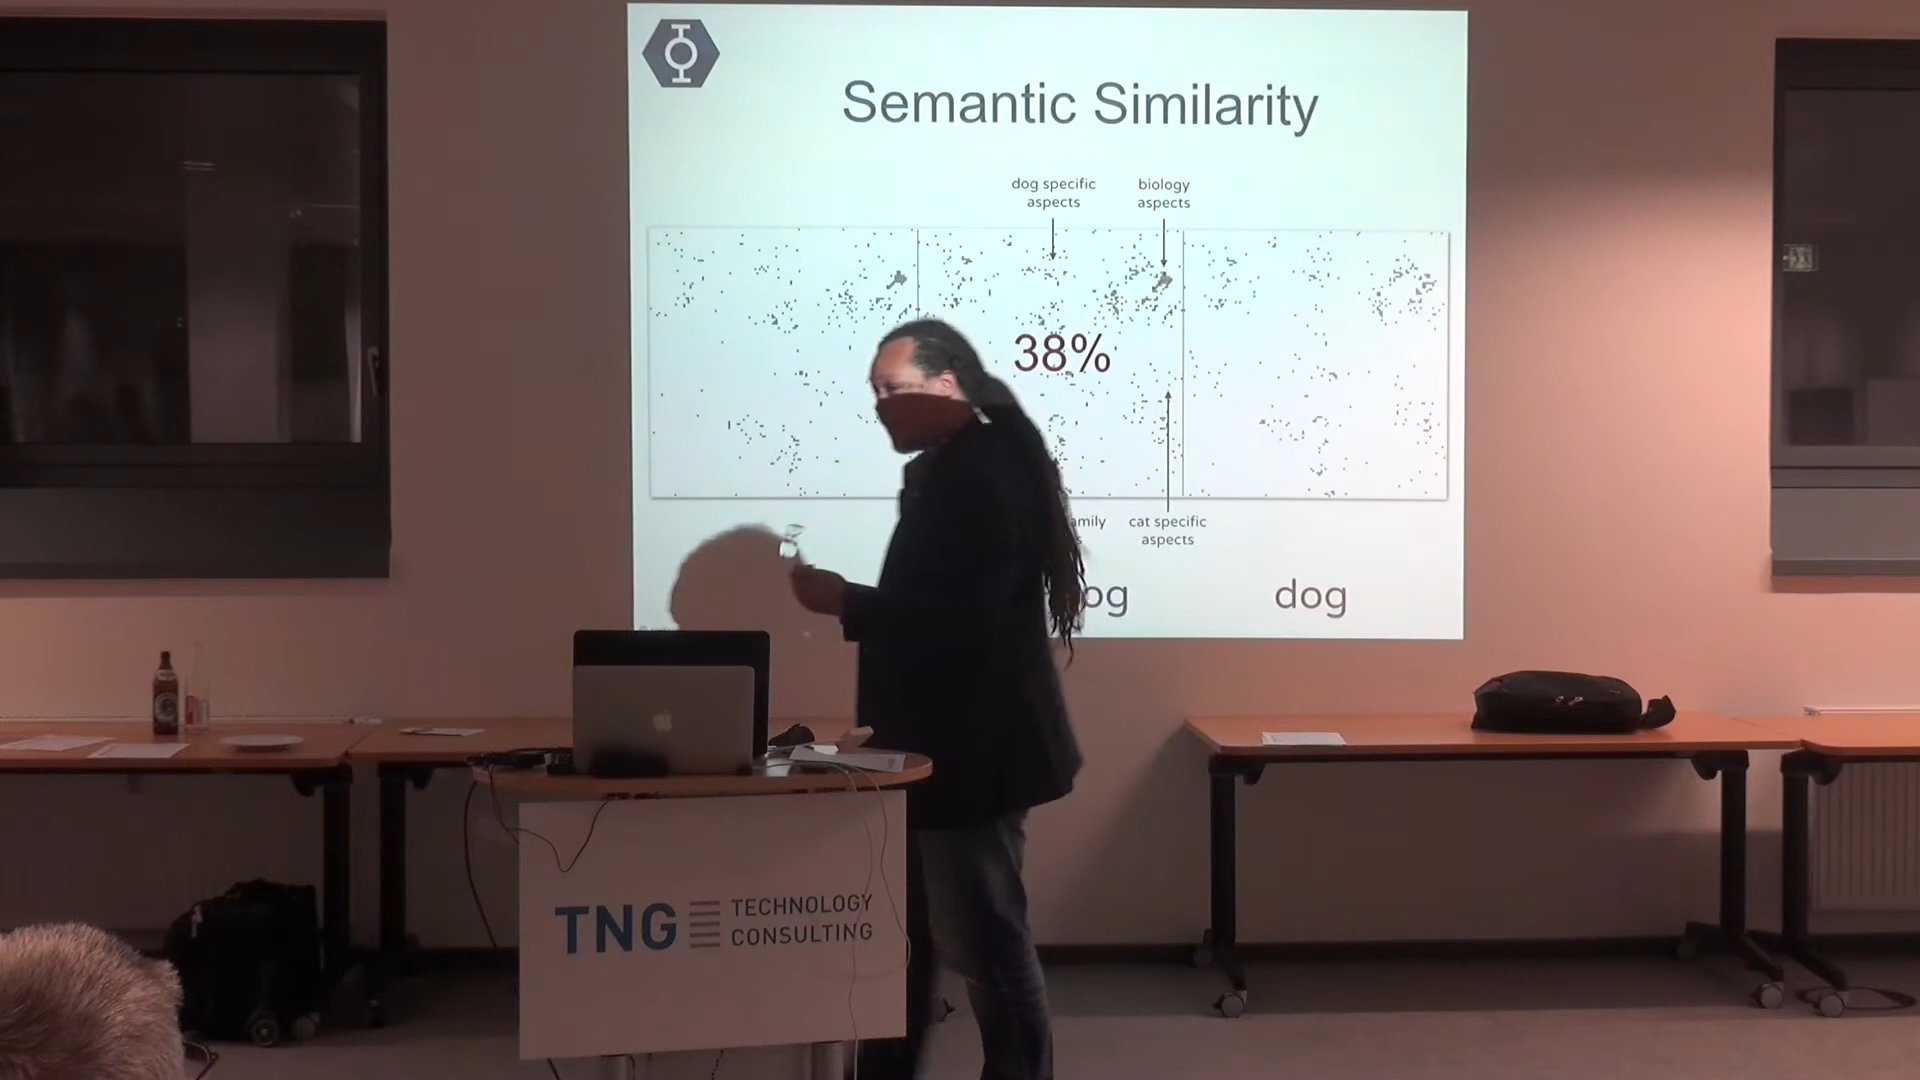 Semantic Similarity
dog specific
aspects
biology
aspects
38%
cat specific
aspects
dog
TNG
TECHNOLOGY
CONSULTING